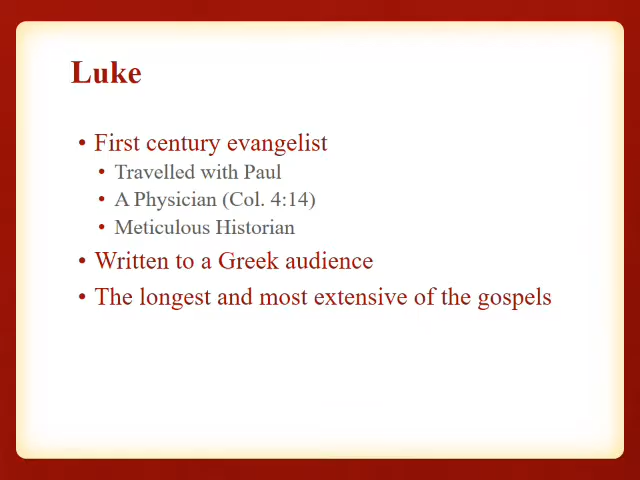 Luke
• First century evangelist
• Travelled with Paul
• A Physician (Col. 4:14)
• Meticulous Historian
• Written to a Greek audience
• The longest and most extensive of the gospels